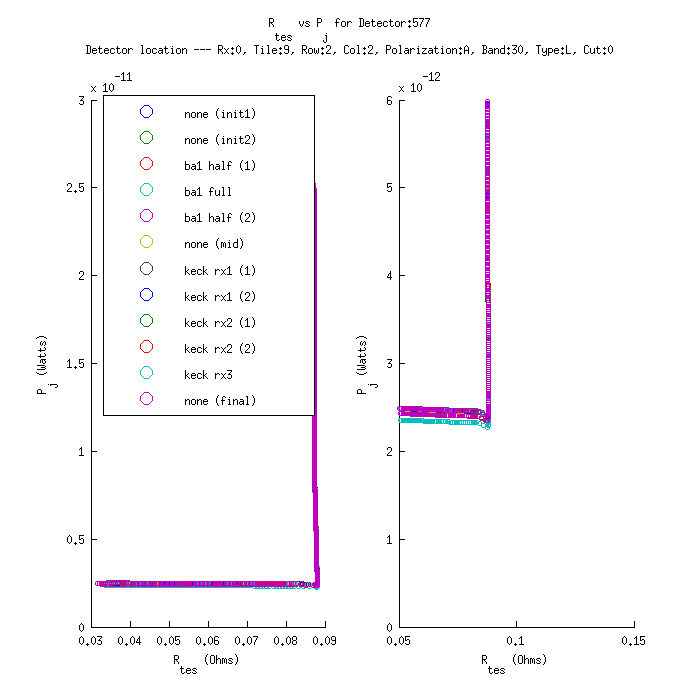 R    vs P  for Detector:577
tes    j
Detector location --- Rx:0, Tile:9, Row:2, Col:2, Polarization:A, Band:30, Type:L, Cut:0
x 10^-11
3
2.5
2
1.5
1
0.5
0
0.03 0.04 0.05 0.06 0.07 0.08 0.09
P_j (Watts)
R_tes (Ohms)
none (init1)
none (init2)
ba1 half (1)
ba1 full
ba1 half (2)
none (mid)
keck rx1 (1)
keck rx1 (2)
keck rx2 (1)
keck rx2 (2)
keck rx3
none (final)
x 10^-12
6
5
4
3
2
1
0
0.05 0.1 0.15
P_j (Watts)
R_tes (Ohms)